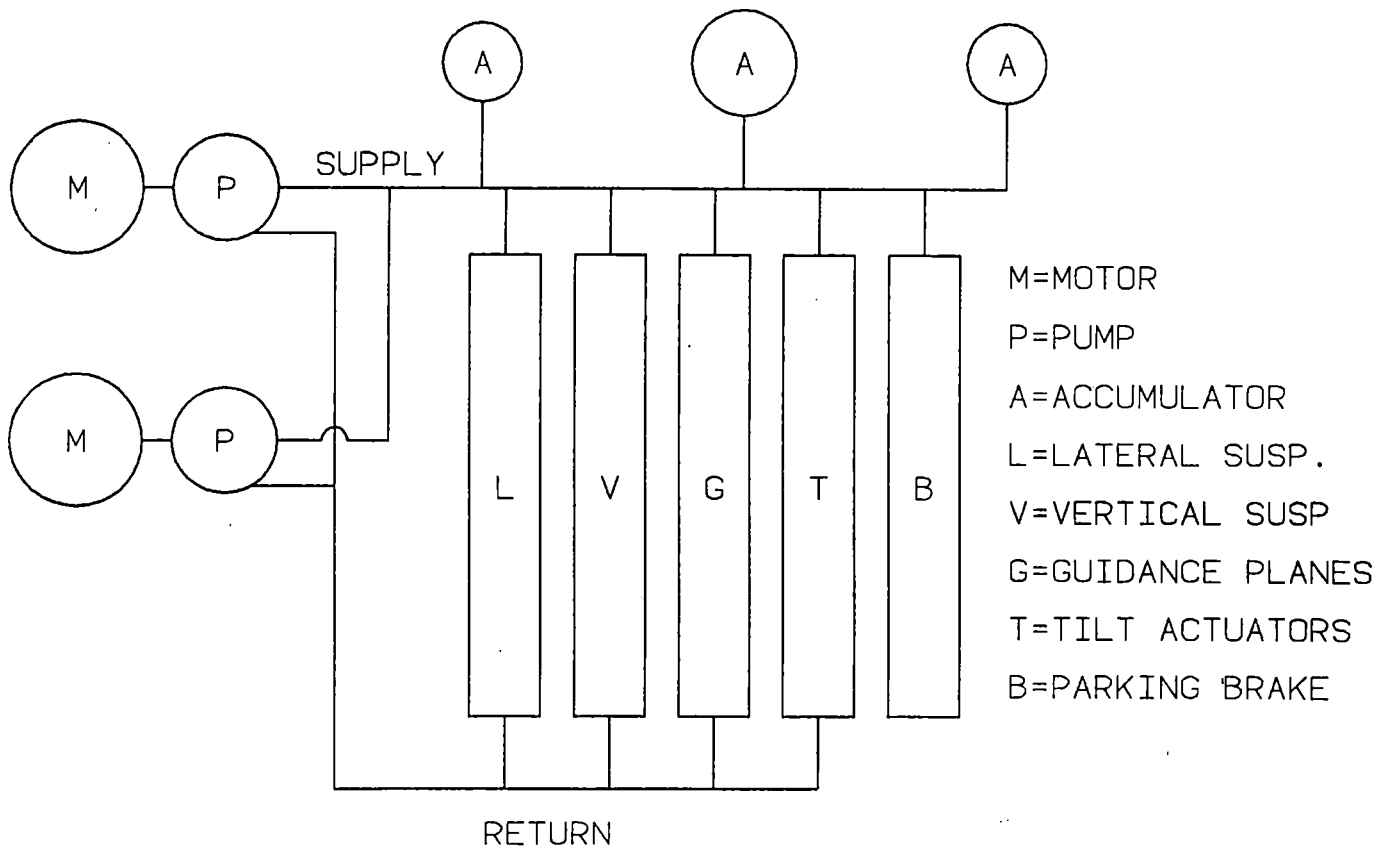 A A A
SUPPLY
M P
M P
L V G T B
M=MOTOR
P=PUMP
A=ACCUMULATOR
L=LATERAL SUSP.
V=VERTICAL SUSP
G=GUIDANCE PLANES
T=TILT ACTUATORS
B=PARKING BRAKE
RETURN